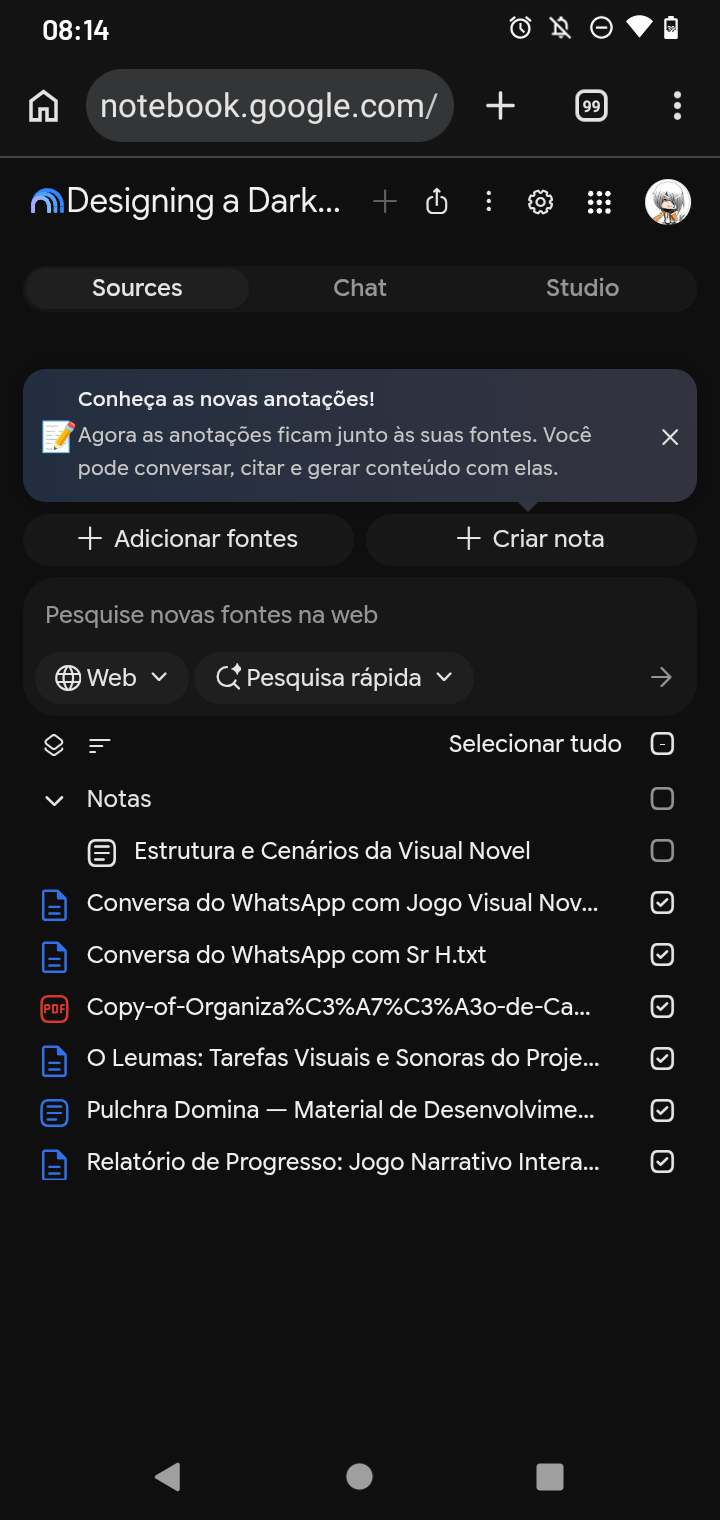 08:14
notebook.google.com/
99
Designing a Dark...
Sources
Chat
Studio
Conheça as novas anotações!
Agora as anotações ficam junto às suas fontes. Você
pode conversar, citar e gerar conteúdo com elas.
Adicionar fontes
Criar nota
Pesquise novas fontes na web
Web
Pesquisa rápida
Selecionar tudo
Notas
Estrutura e Cenários da Visual Novel
Conversa do WhatsApp com Jogo Visual Nov...
Conversa do WhatsApp com Sr H.txt
PDF
Copy-of-Organiza%C3%A7%C3%A3o-de-Ca...
O Leumas: Tarefas Visuais e Sonoras do Proje...
Pulchra Domina — Material de Desenvolvime...
Relatório de Progresso: Jogo Narrativo Intera...